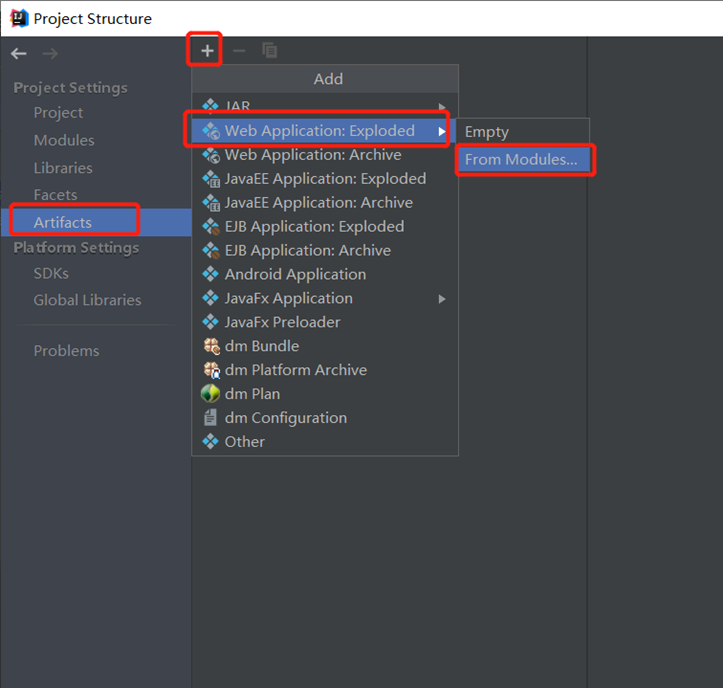 Project Structure
Project Settings
Project
Modules
Libraries
Facets
Artifacts
Platform Settings
SDKs
Global Libraries
Problems
Add
JAR
Web Application: Exploded
Web Application: Archive
JavaEE Application: Exploded
JavaEE Application: Archive
EJB Application: Exploded
EJB Application: Archive
Android Application
JavaFx Application
JavaFx Preloader
dm Bundle
dm Platform Archive
dm Plan
dm Configuration
Other
Empty
From Modules...